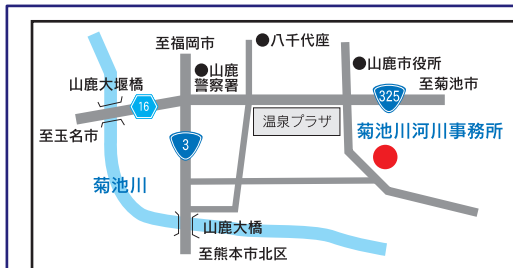 至福岡市
●八千代座
●山鹿
警察署
●山鹿市役所
山鹿大堰橋
16
325
至菊池市
至玉名市
温泉プラザ
菊池川河川事務所
3
菊池川
山鹿大橋
至熊本市北区